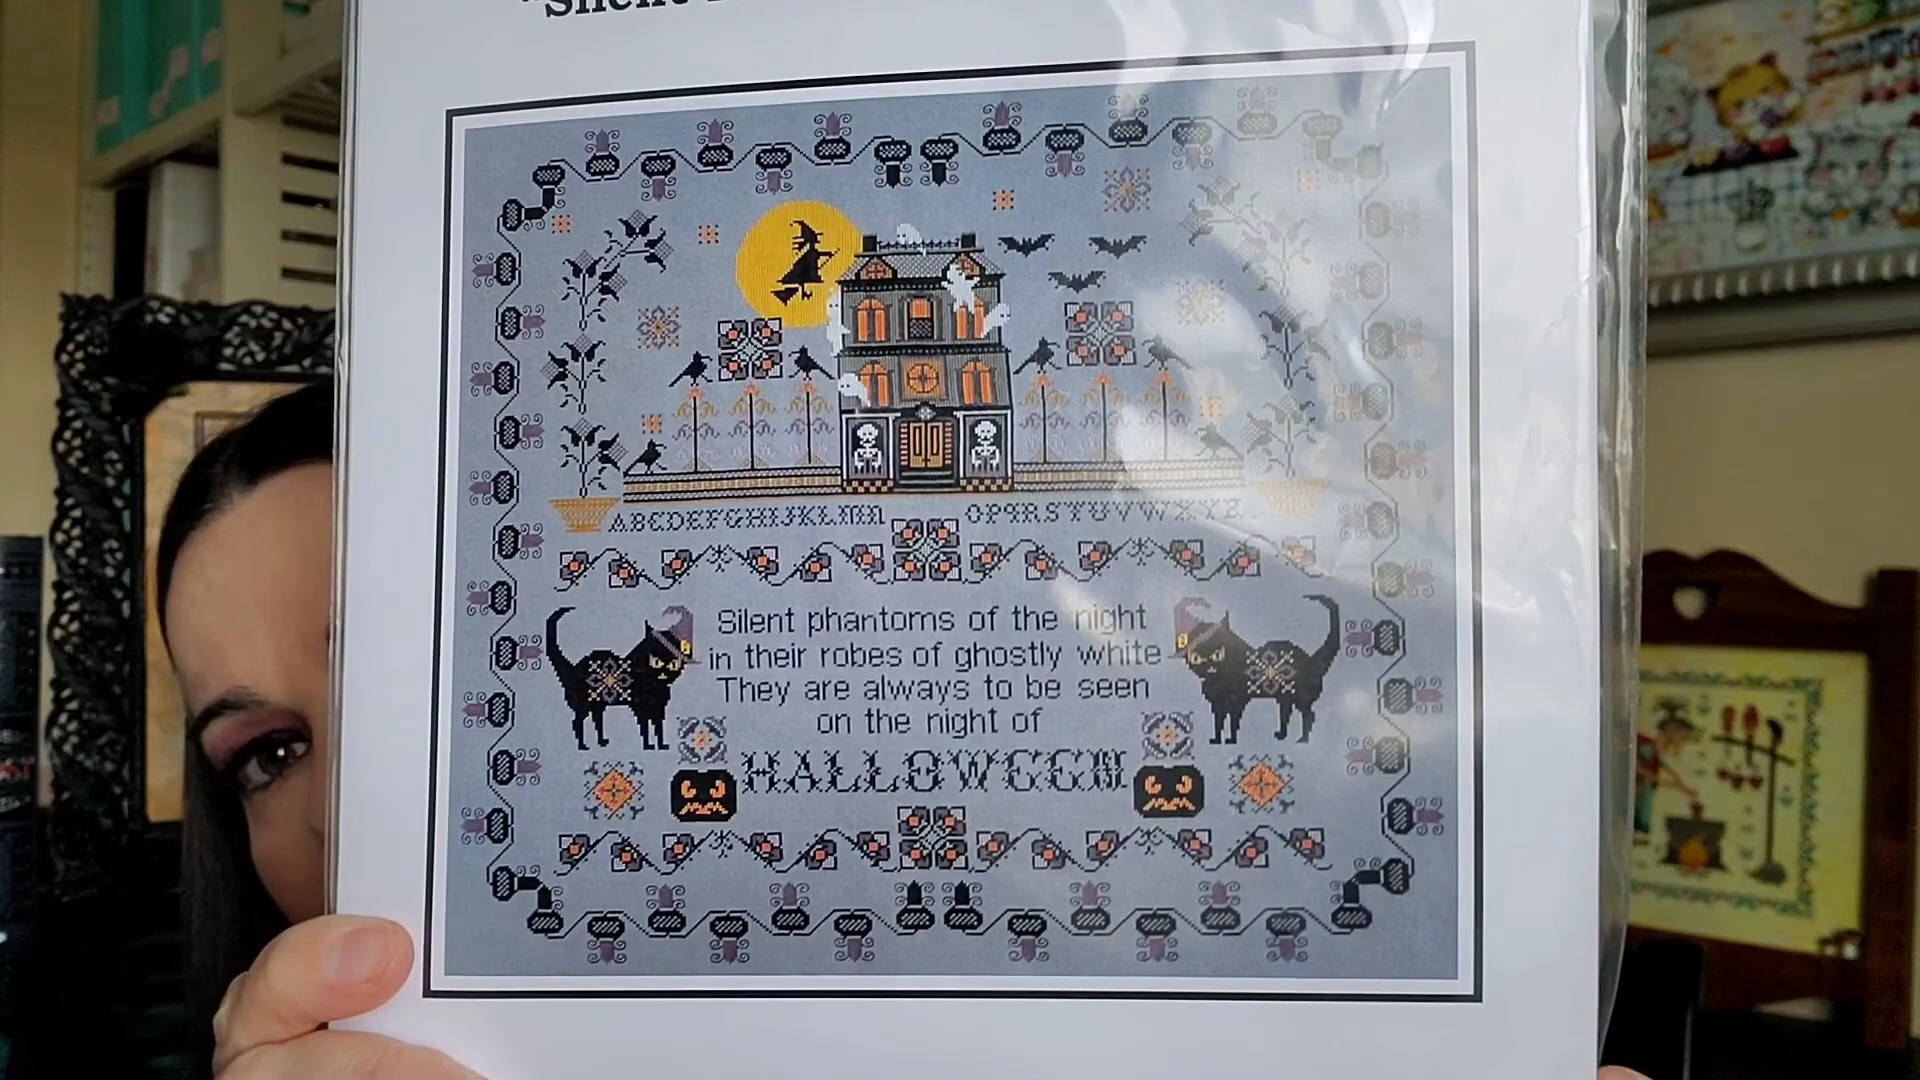 "Silent
ABCDEFGHIJKLMN OPQRSTUVWXYZ
Silent phantoms of the night
in their robes of ghostly white
They are always to be seen
on the night of
HALLOWEEN